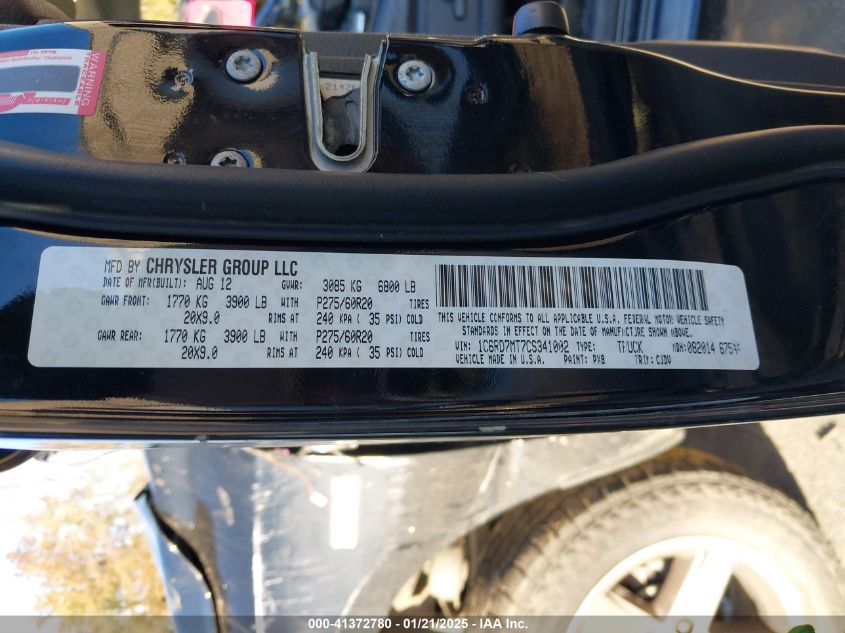 WARNING
2112
MFD BY CHRYSLER GROUP LLC
DATE OF MFR(BUILT): AUG 12 GVWR: 3085 KG 6800 LB
GAWR FRONT: 1770 KG 3900 LB WITH P275/60R20 TIRES
20X9.0 RIMS AT 240 KPA ( 35 PSI) COLD
GAWR REAR: 1770 KG 3900 LB WITH P275/60R20 TIRES
20X9.0 RIMS AT 240 KPA ( 35 PSI) COLD
THIS VEHICLE CONFORMS TO ALL APPLICABLE U.S.A. FEDERAL MOTOR VEHICLE SAFETY
STANDARDS IN EFFECT ON THE DATE OF MANUFACTURE SHOWN ABOVE.
VIN: 1C6RD7MT7CS341002 TYPE: TRUCK MDH: 082014
VEHICLE MADE IN U.S.A. PAINT: PX8 TRIM: CJDV
000-41372780 - 01/21/2025 - © IAA, Inc.